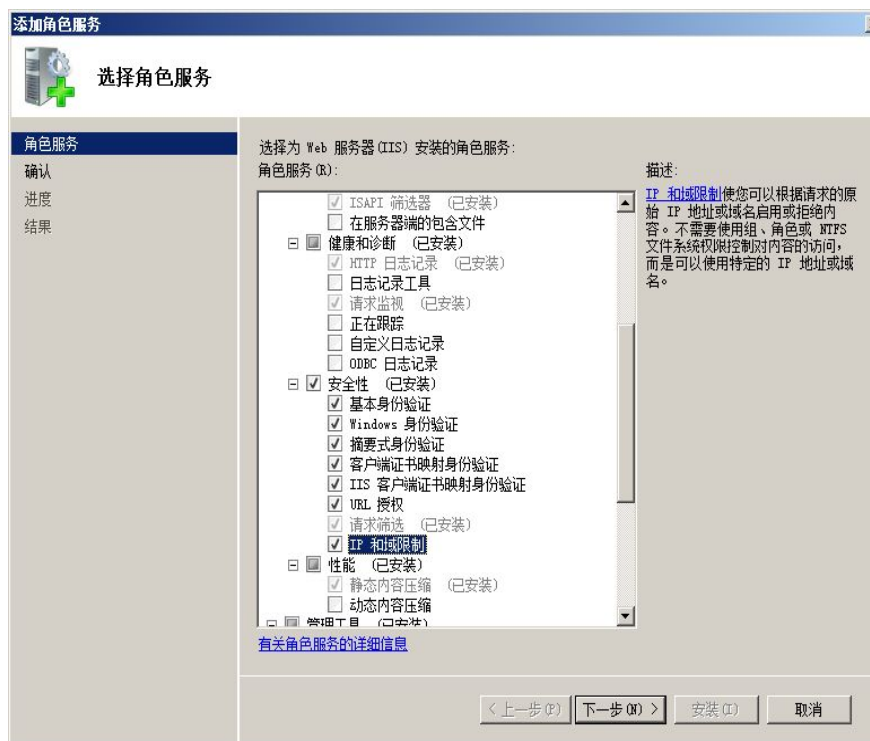 添加角色服务
选择角色服务
角色服务
确认
进度
结果
选择为 Web 服务器(IIS) 安装的角色服务:
角色服务(R):
ISAPI 筛选器 (已安装)
在服务器端的包含文件
健康和诊断 (已安装)
HTTP 日志记录 (已安装)
日志记录工具
请求监视 (已安装)
正在跟踪
自定义日志记录
ODBC 日志记录
安全性 (已安装)
基本身份验证
Windows 身份验证
摘要式身份验证
客户端证书映射身份验证
IIS 客户端证书映射身份验证
URL 授权
请求筛选 (已安装)
IP 和域限制
性能 (已安装)
静态内容压缩 (已安装)
动态内容压缩
管理工具 (已安装)
有关角色服务的详细信息
描述:
IP 和域限制使您可以根据请求的原
始 IP 地址或域名启用或拒绝内
容。不需要使用组、角色或 NTFS
文件系统权限控制对内容的访问,
而是可以使用特定的 IP 地址或域
名。
< 上一步(P)
下一步(N) >
安装(I)
取消